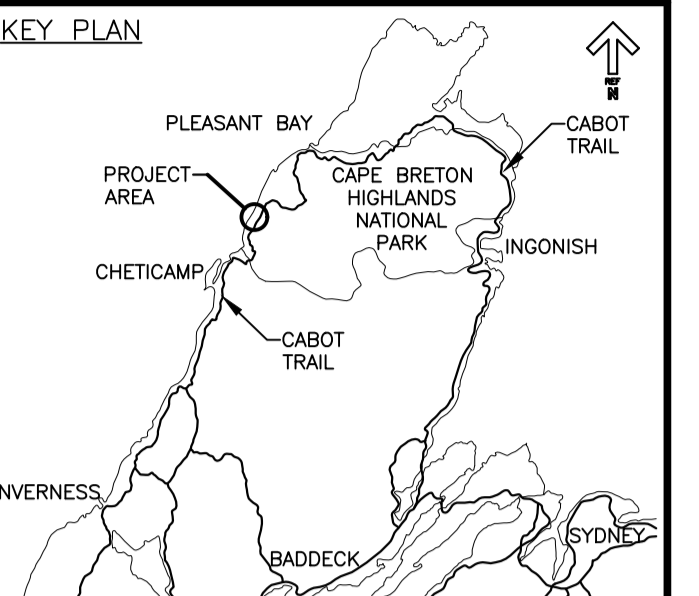 KEY PLAN
REF
N
PLEASANT BAY
CABOT
TRAIL
PROJECT
AREA
CAPE BRETON
HIGHLANDS
NATIONAL
PARK
INGONISH
CHETICAMP
CABOT
TRAIL
NVERNESS
SYDNEY
BADDECK